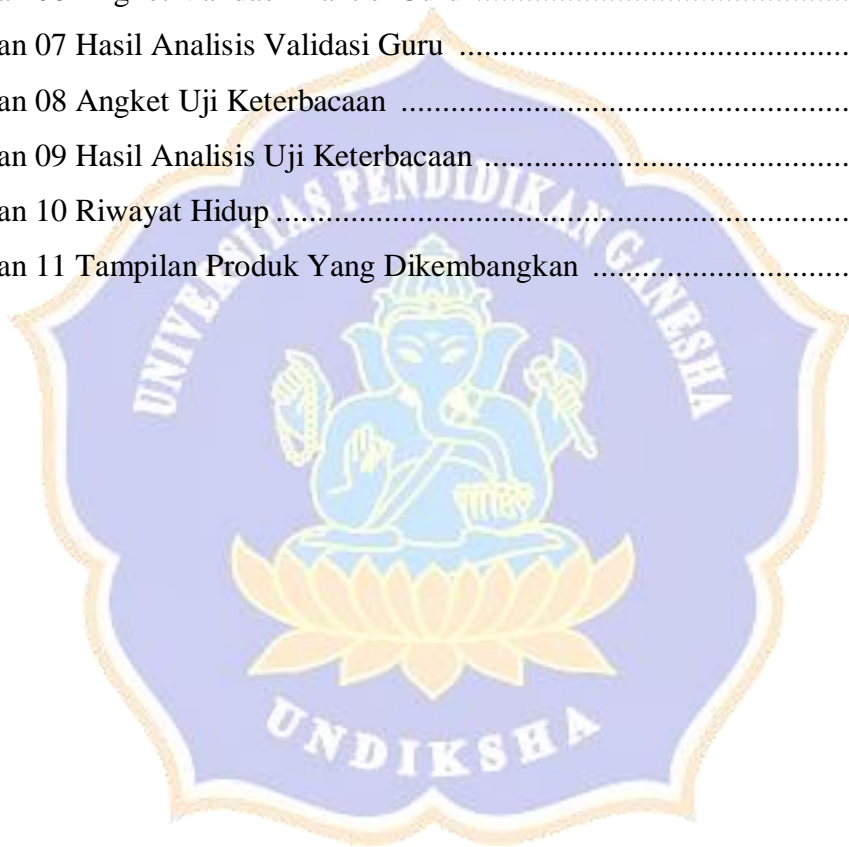 an 07 Hasil Analisis Validasi Guru ....................................................
an 08 Angket Uji Keterbacaan ............................................................
an 09 Hasil Analisis Uji Keterbacaan ................................................
an 10 Riwayat Hidup ...........................................................................
an 11 Tampilan Produk Yang Dikembangkan .................................
UNIVERSITAS PENDIDIKAN GANESHA
UNDIKSHA